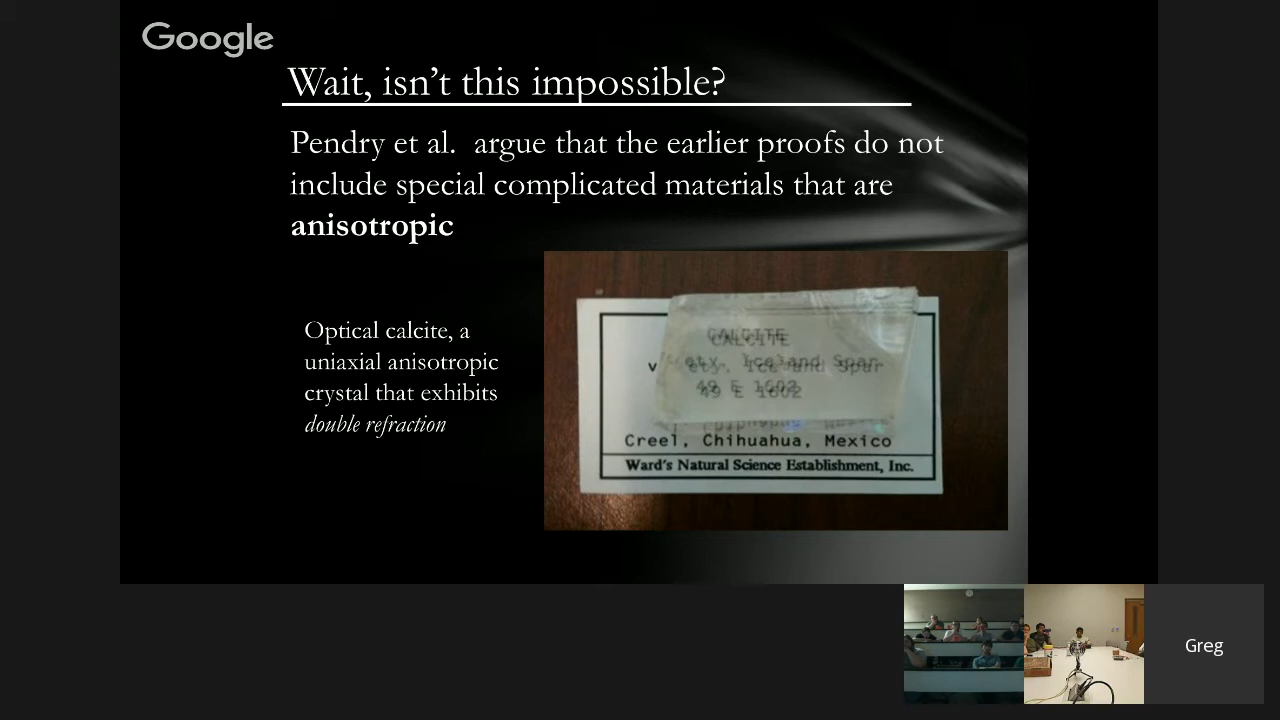 Google
Wait, isn't this impossible?
Pendry et al. argue that the earlier proofs do not
include special complicated materials that are
anisotropic
Optical calcite, a
uniaxial anisotropic
crystal that exhibits
double refraction
CALCITE
Iceland Spar
49 E 1602
Creel, Chihuahua, Mexico
Ward's Natural Science Establishment, Inc.
Greg